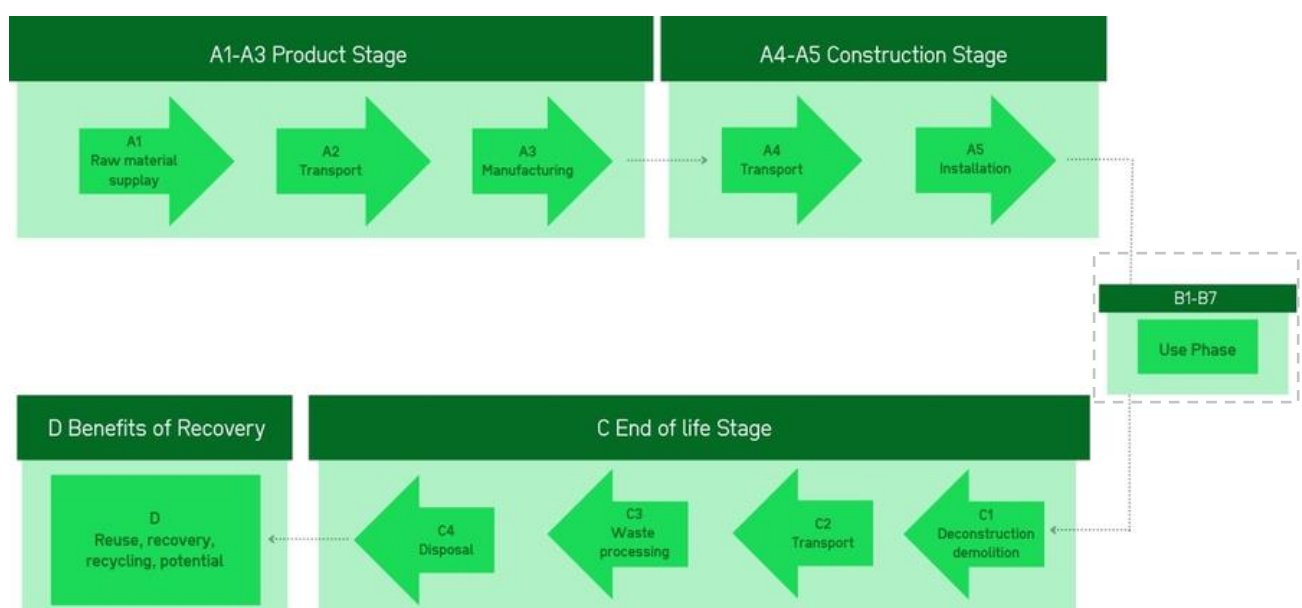 A1-A3 Product Stage
A4-A5 Construction Stage
A1
Raw material
supplay
A2
Transport
A3
Manufacturing
A4
Transport
A5
Installation
B1-B7
Use Phase
D Benefits of Recovery
C End of life Stage
D
Reuse, recovery,
recycling, potential
C4
Disposal
C3
Waste
processing
C2
Transport
C1
Deconstruction
demolition